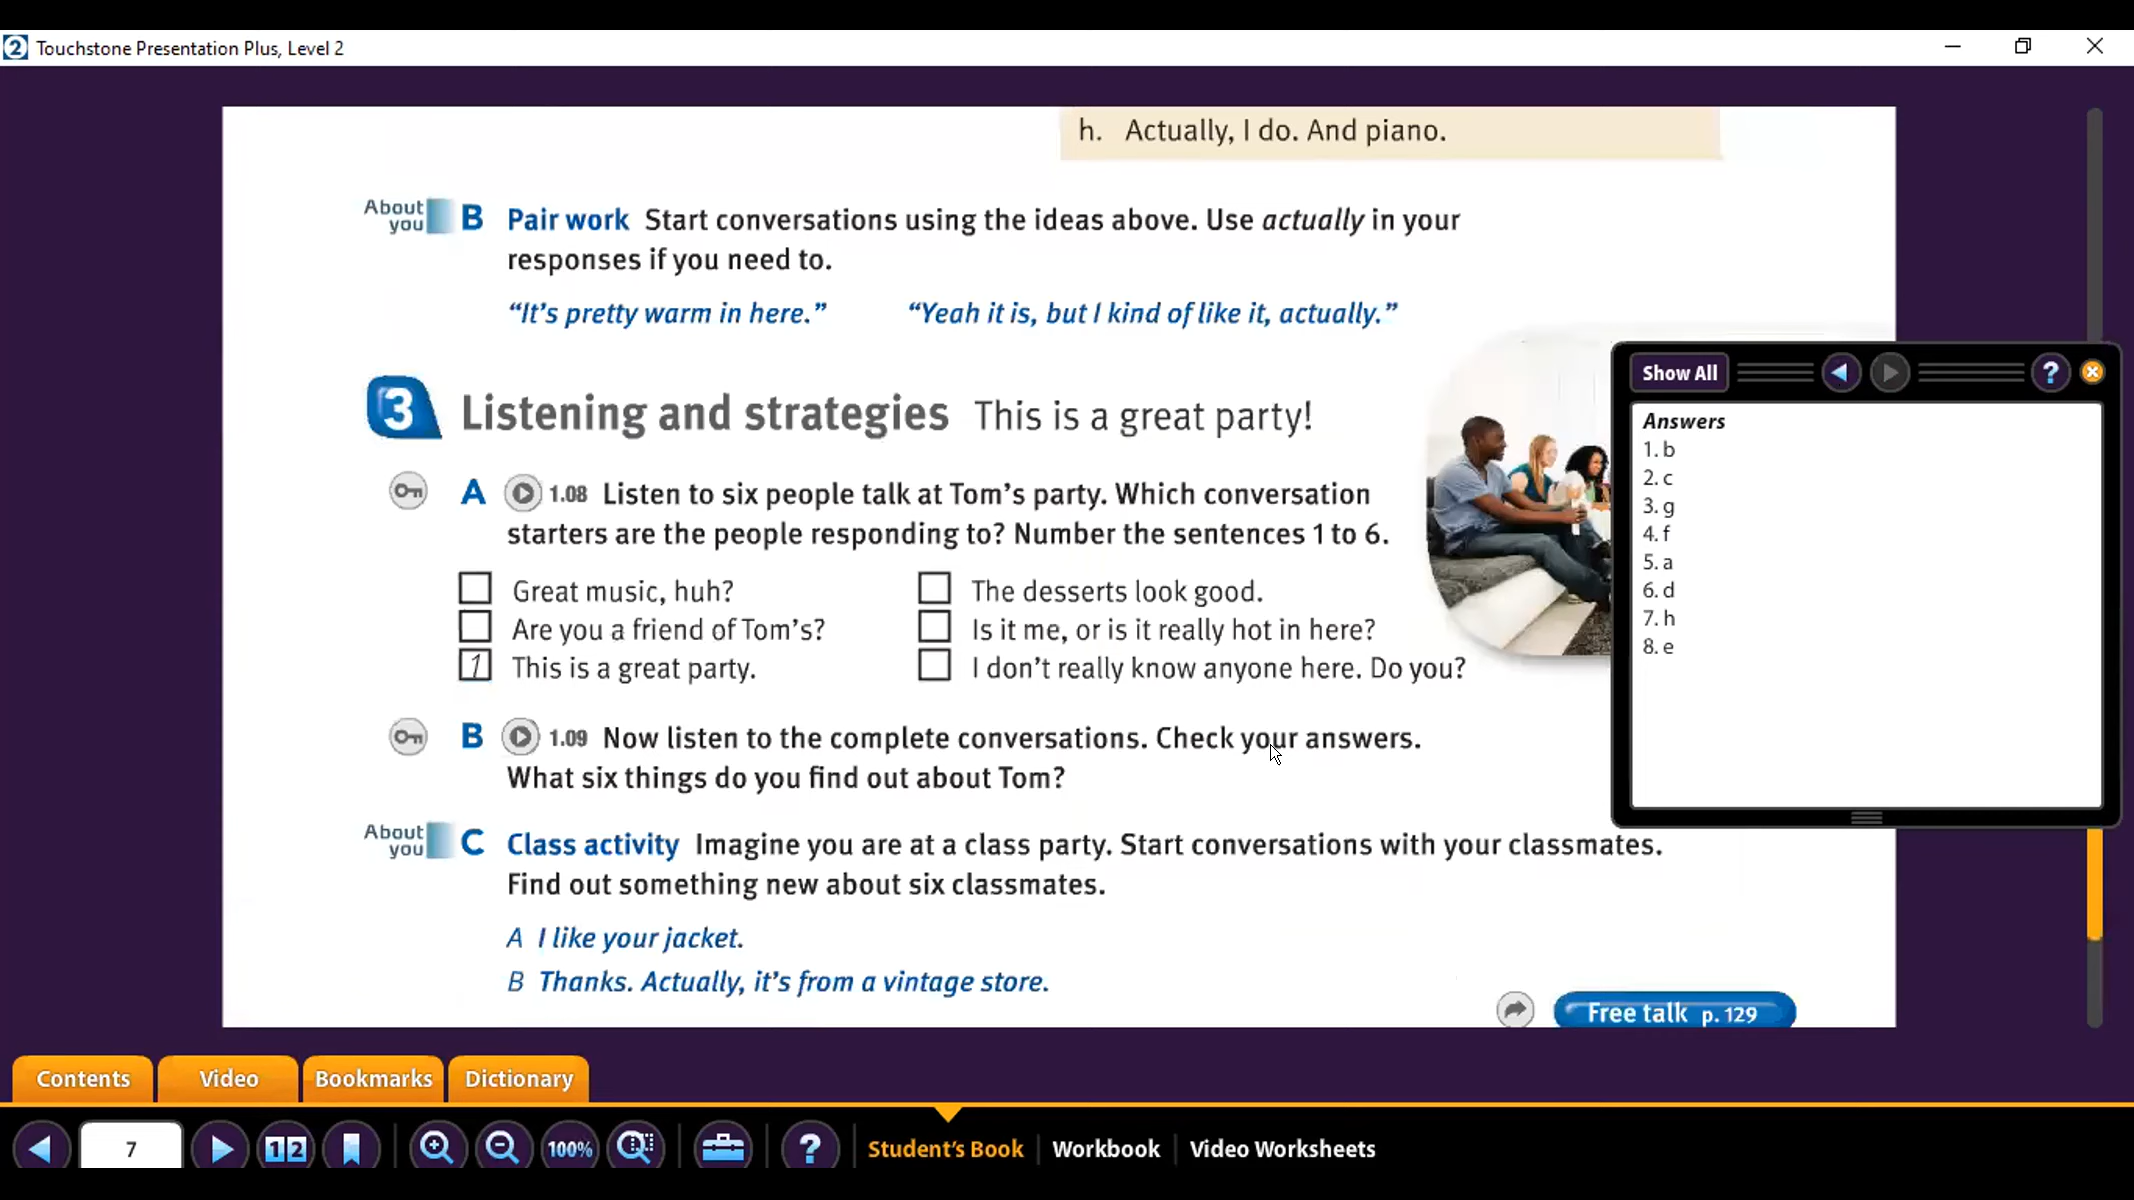 2 Touchstone Presentation Plus, Level 2
h. Actually, I do. And piano.
About you B Pair work Start conversations using the ideas above. Use actually in your
responses if you need to.
“It’s pretty warm in here.” “Yeah it is, but I kind of like it, actually.”
3 Listening and strategies This is a great party!
A 1.08 Listen to six people talk at Tom’s party. Which conversation
starters are the people responding to? Number the sentences 1 to 6.
Great music, huh? The desserts look good.
Are you a friend of Tom’s? Is it me, or is it really hot in here?
1 This is a great party. I don’t really know anyone here. Do you?
B 1.09 Now listen to the complete conversations. Check your answers.
What six things do you find out about Tom?
About you C Class activity Imagine you are at a class party. Start conversations with your classmates.
Find out something new about six classmates.
A I like your jacket.
B Thanks. Actually, it’s from a vintage store.
Free talk p. 129
Show All ?
Answers
1. b
2. c
3. g
4. f
5. a
6. d
7. h
8. e
Contents Video Bookmarks Dictionary
7 1 2 100% ? Student’s Book Workbook Video Worksheets